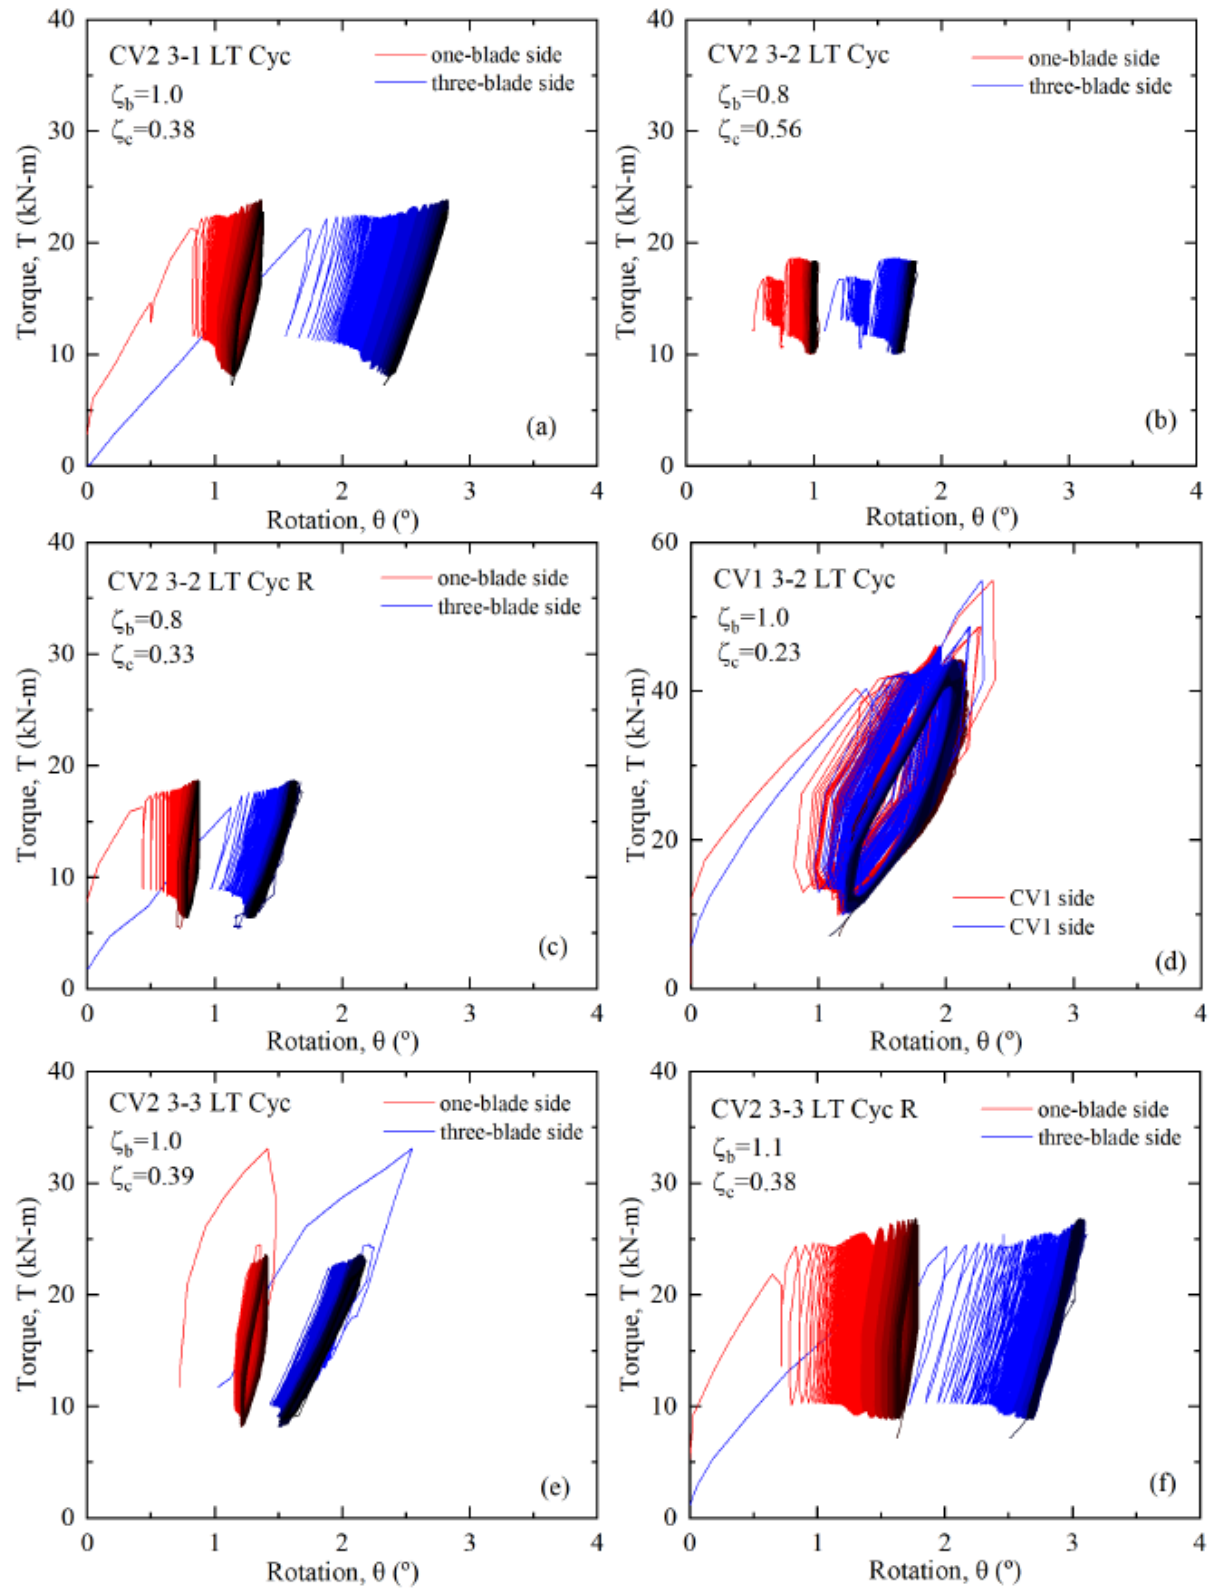 40
30
20
10
0
Torque, T (kN-m)
CV2 3-1 LT Cyc
ζb=1.0
ζc=0.38
one-blade side
three-blade side
(a)
0 1 2 3 4
Rotation, θ (º)
40
30
20
10
0
Torque, T (kN-m)
CV2 3-2 LT Cyc
ζb=0.8
ζc=0.56
one-blade side
three-blade side
(b)
0 1 2 3 4
Rotation, θ (º)
40
30
20
10
0
Torque, T (kN-m)
CV2 3-2 LT Cyc R
ζb=0.8
ζc=0.33
one-blade side
three-blade side
(c)
0 1 2 3 4
Rotation, θ (º)
60
40
20
0
Torque, T (kN-m)
CV1 3-2 LT Cyc
ζb=1.0
ζc=0.23
CV1 side
CV1 side
(d)
0 1 2 3 4
Rotation, θ (º)
40
30
20
10
0
Torque, T (kN-m)
CV2 3-3 LT Cyc
ζb=1.0
ζc=0.39
one-blade side
three-blade side
(e)
0 1 2 3 4
Rotation, θ (º)
40
30
20
10
0
Torque, T (kN-m)
CV2 3-3 LT Cyc R
ζb=1.1
ζc=0.38
one-blade side
three-blade side
(f)
0 1 2 3 4
Rotation, θ (º)